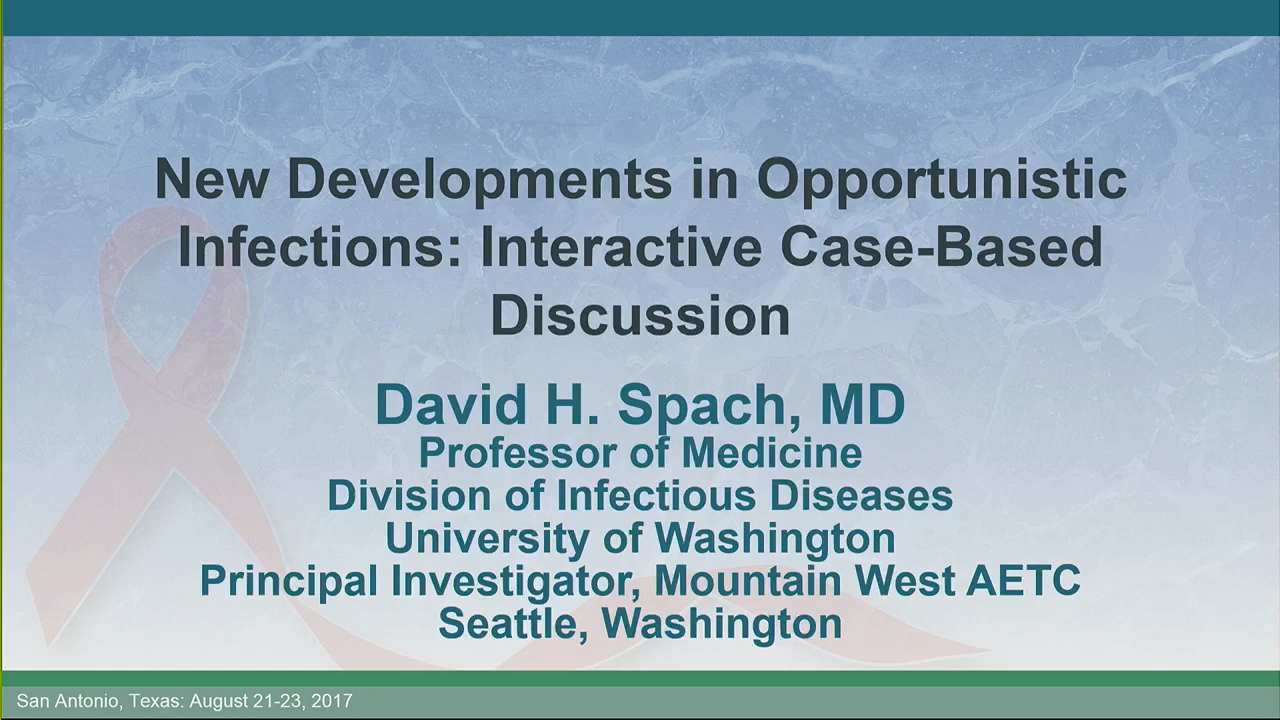 New Developments in Opportunistic
Infections: Interactive Case-Based
Discussion
David H. Spach, MD
Professor of Medicine
Division of Infectious Diseases
University of Washington
Principal Investigator, Mountain West AETC
Seattle, Washington
San Antonio, Texas: August 21-23, 2017